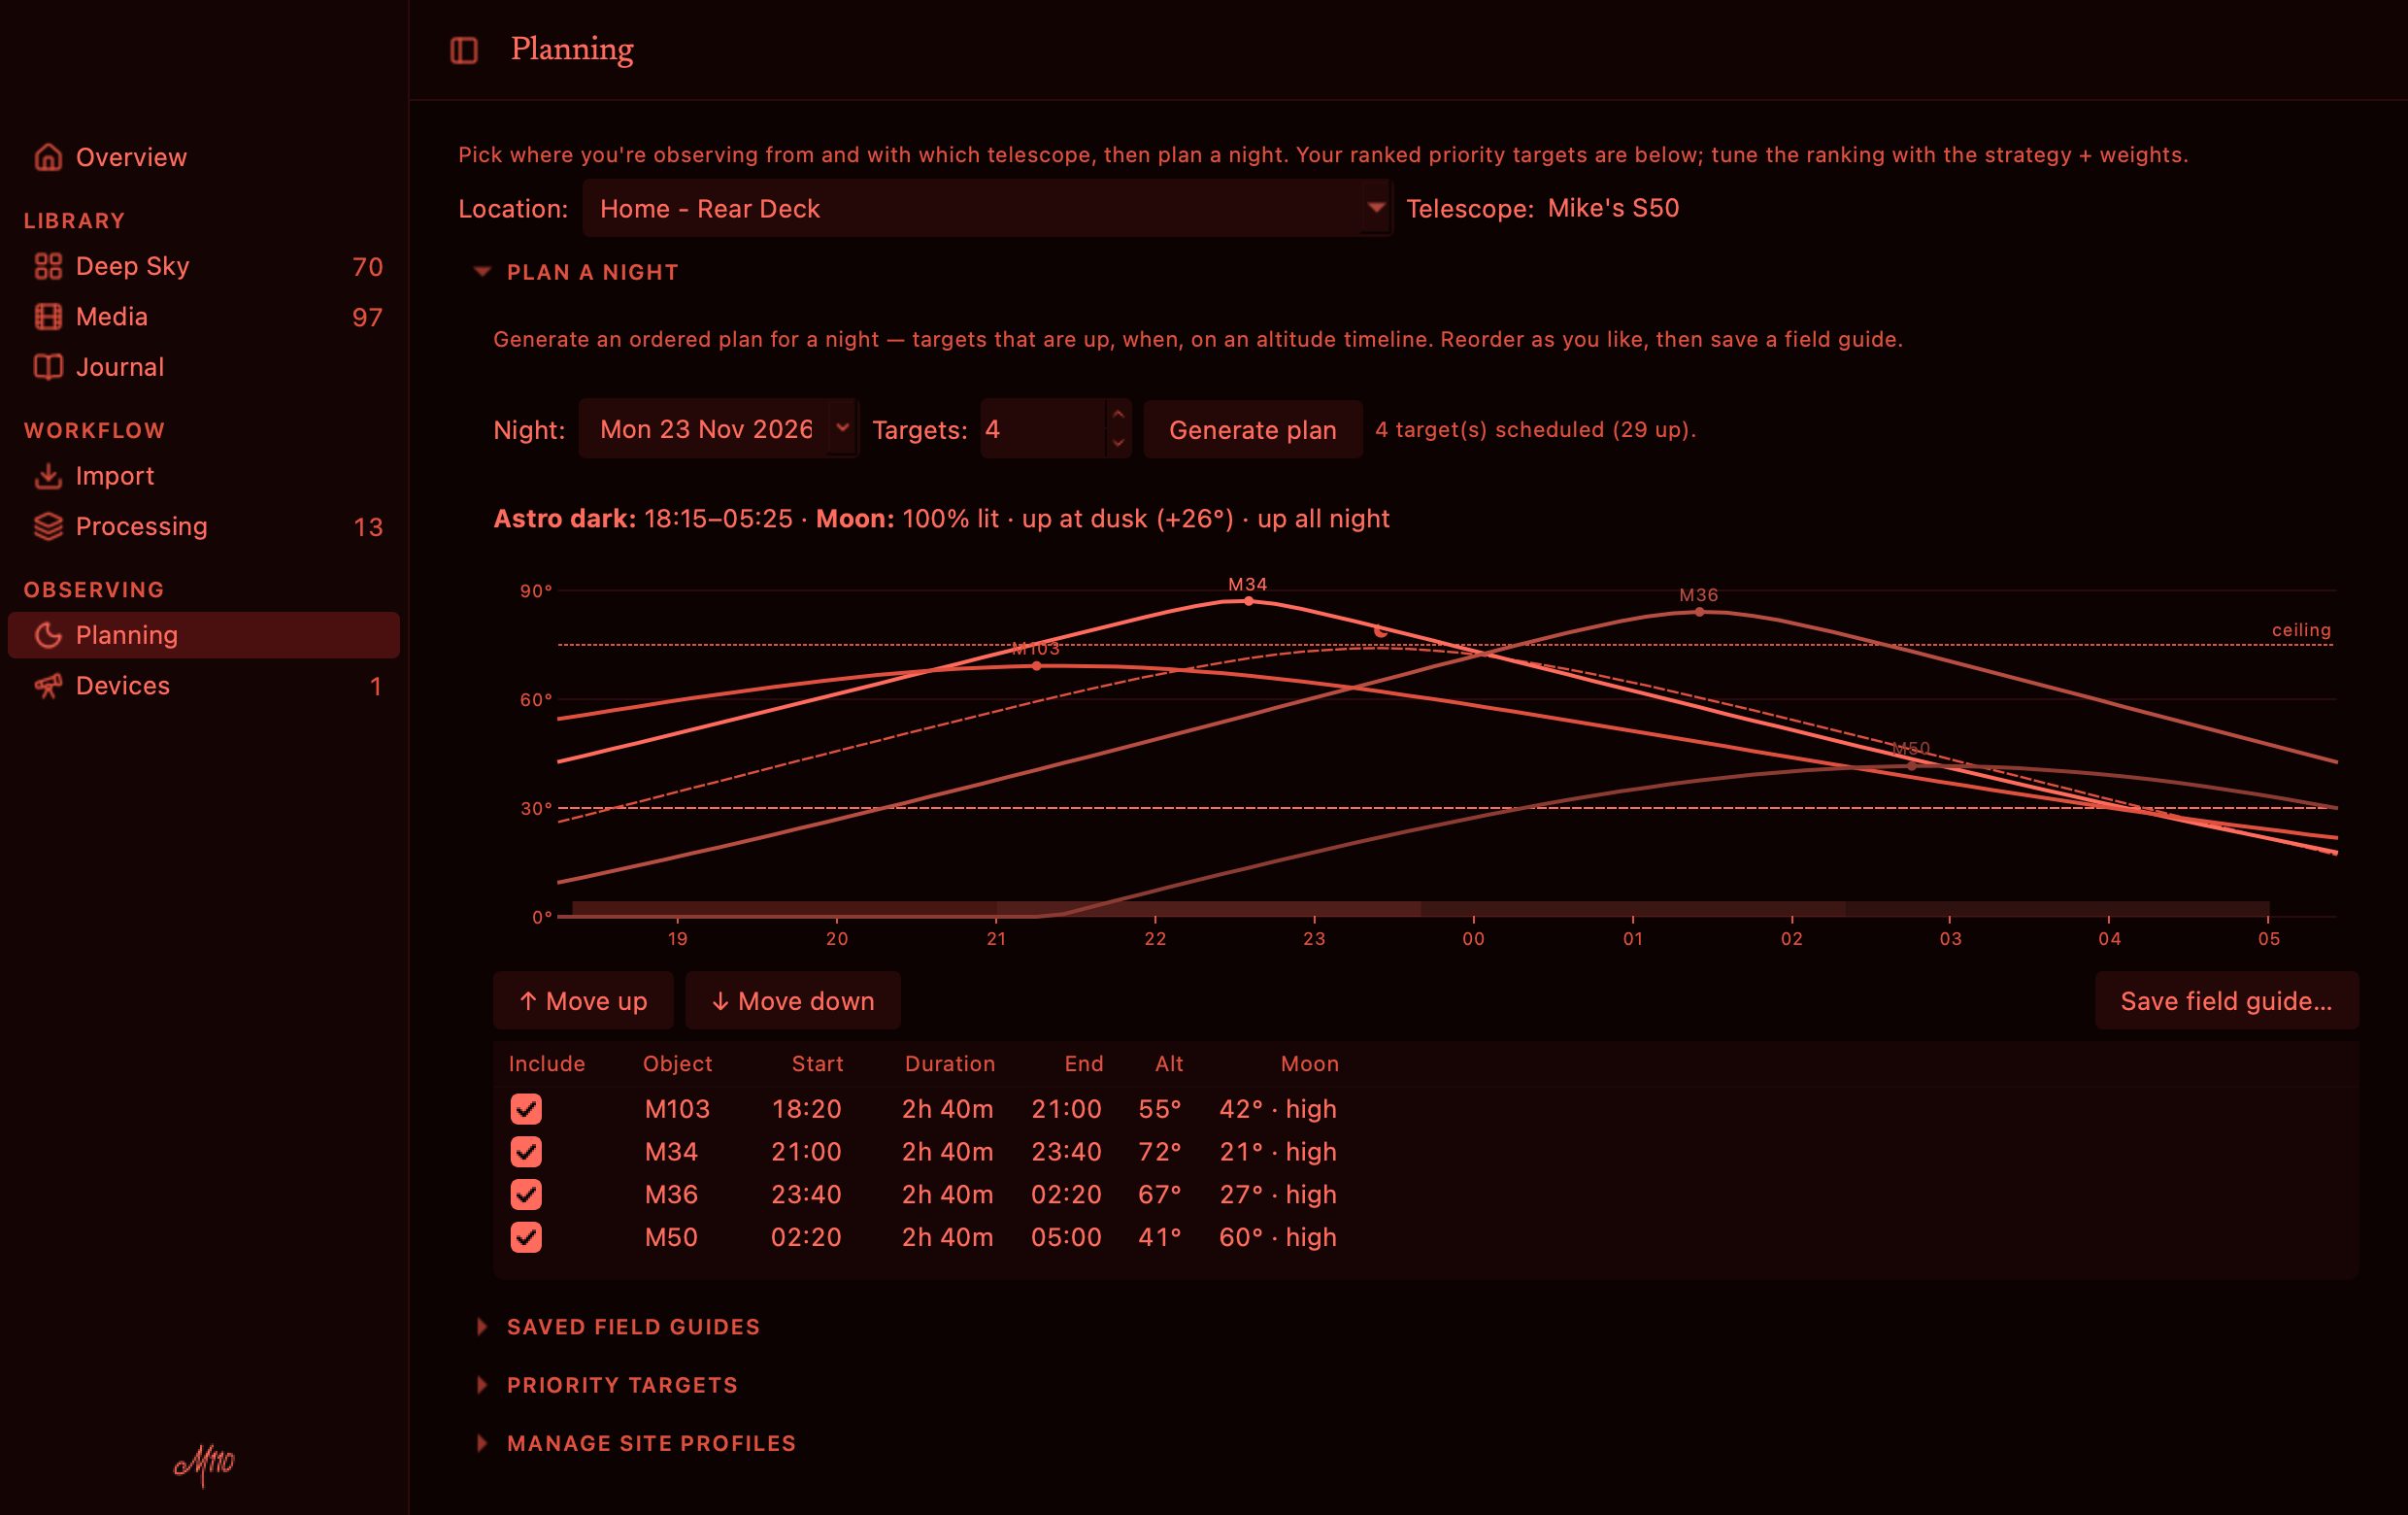 Planning
Overview
LIBRARY
Deep Sky 70
Media 97
Journal
WORKFLOW
Import
Processing 13
OBSERVING
Planning
Devices 1
M110
Pick where you're observing from and with which telescope, then plan a night. Your ranked priority targets are below; tune the ranking with the strategy + weights.
Location: Home - Rear Deck Telescope: Mike's S50
PLAN A NIGHT
Generate an ordered plan for a night — targets that are up, when, on an altitude timeline. Reorder as you like, then save a field guide.
Night: Mon 23 Nov 2026 Targets: 4 Generate plan 4 target(s) scheduled (29 up).
Astro dark: 18:15–05:25 · Moon: 100% lit · up at dusk (+26°) · up all night
90° M34 M36
ceiling
M103
60°
M50
30°
0°
19 20 21 22 23 00 01 02 03 04 05
↑ Move up ↓ Move down Save field guide...
Include Object Start Duration End Alt Moon
M103 18:20 2h 40m 21:00 55° 42° · high
M34 21:00 2h 40m 23:40 72° 21° · high
M36 23:40 2h 40m 02:20 67° 27° · high
M50 02:20 2h 40m 05:00 41° 60° · high
SAVED FIELD GUIDES
PRIORITY TARGETS
MANAGE SITE PROFILES